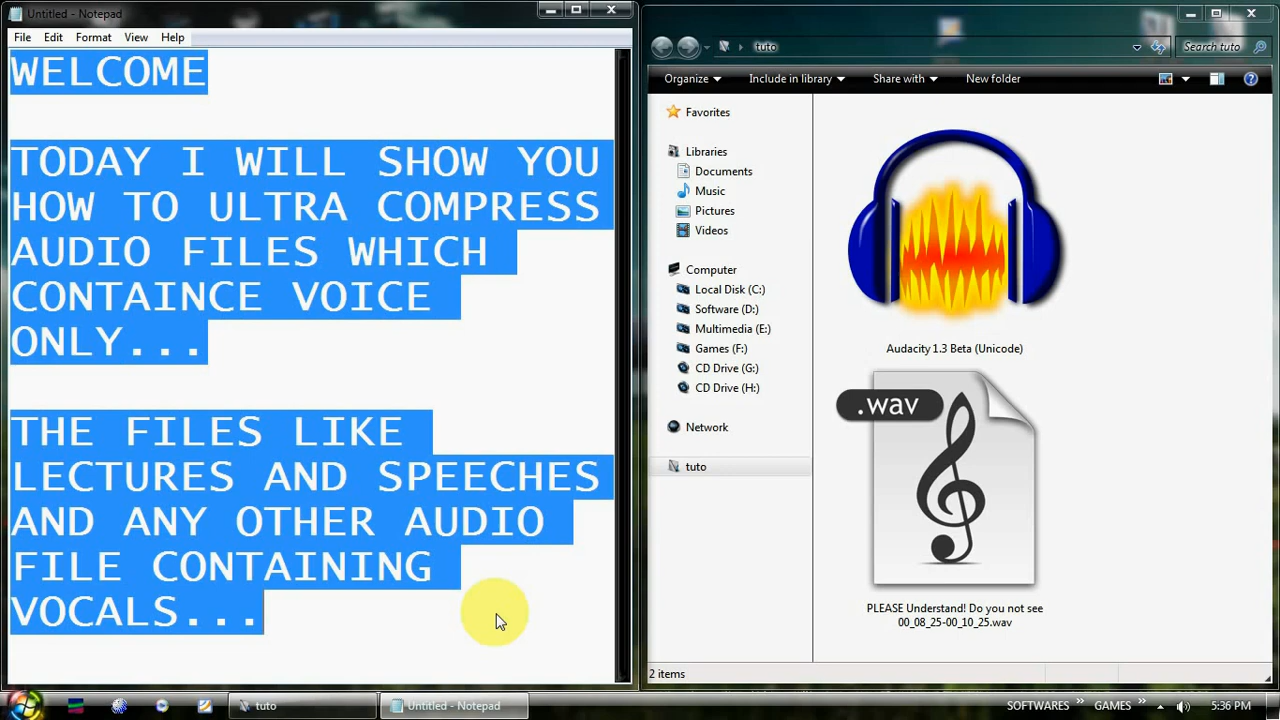 Untitled - Notepad
File Edit Format View Help
WELCOME
TODAY I WILL SHOW YOU
HOW TO ULTRA COMPRESS
AUDIO FILES WHICH
CONTAINCE VOICE
ONLY...
THE FILES LIKE
LECTURES AND SPEECHES
AND ANY OTHER AUDIO
FILE CONTAINING
VOCALS...
tuto
Search tuto
Organize Include in library Share with New folder
Favorites
Libraries
Documents
Music
Pictures
Videos
Computer
Local Disk (C:)
Software (D:)
Multimedia (E:)
Games (F:)
CD Drive (G:)
CD Drive (H:)
Network
tuto
Audacity 1.3 Beta (Unicode)
.wav
PLEASE Understand! Do you not see
00_08_25-00_10_25.wav
2 items
tuto
Untitled - Notepad
SOFTWARES » GAMES »
5:36 PM